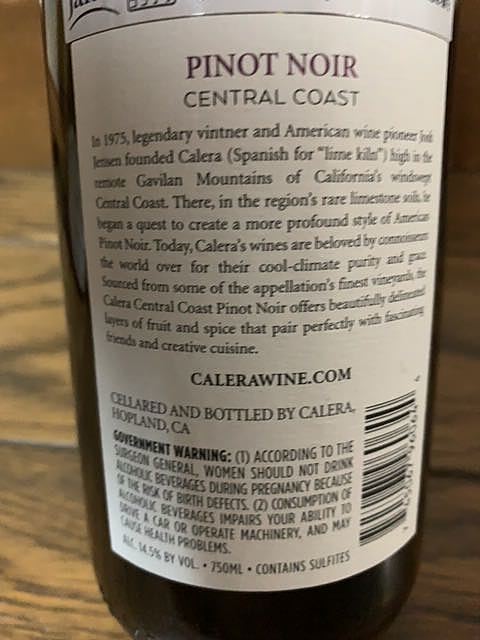 PINOT NOIR
CENTRAL COAST
In 1975, legendary vintner and American wine pioneer Josh
Jensen founded Calera (Spanish for "lime kiln") high in the
remote Gavilan Mountains of California's windswept
Central Coast. There, in the region's rare limestone soils, he
began a quest to create a more profound style of American
Pinot Noir. Today, Calera's wines are beloved by connoisseurs
the world over for their cool-climate purity and grace.
Sourced from some of the appellation's finest vineyards, the
Calera Central Coast Pinot Noir offers beautifully delineated
layers of fruit and spice that pair perfectly with fascinating
friends and creative cuisine.
CALERAWINE.COM
CELLARED AND BOTTLED BY CALERA,
HOPLAND, CA
GOVERNMENT WARNING: (1) ACCORDING TO THE
SURGEON GENERAL, WOMEN SHOULD NOT DRINK
ALCOHOLIC BEVERAGES DURING PREGNANCY BECAUSE
OF THE RISK OF BIRTH DEFECTS. (2) CONSUMPTION OF
ALCOHOLIC BEVERAGES IMPAIRS YOUR ABILITY TO
DRIVE A CAR OR OPERATE MACHINERY, AND MAY
CAUSE HEALTH PROBLEMS.
ALC. 14.5% BY VOL. • 750ML • CONTAINS SULFITES